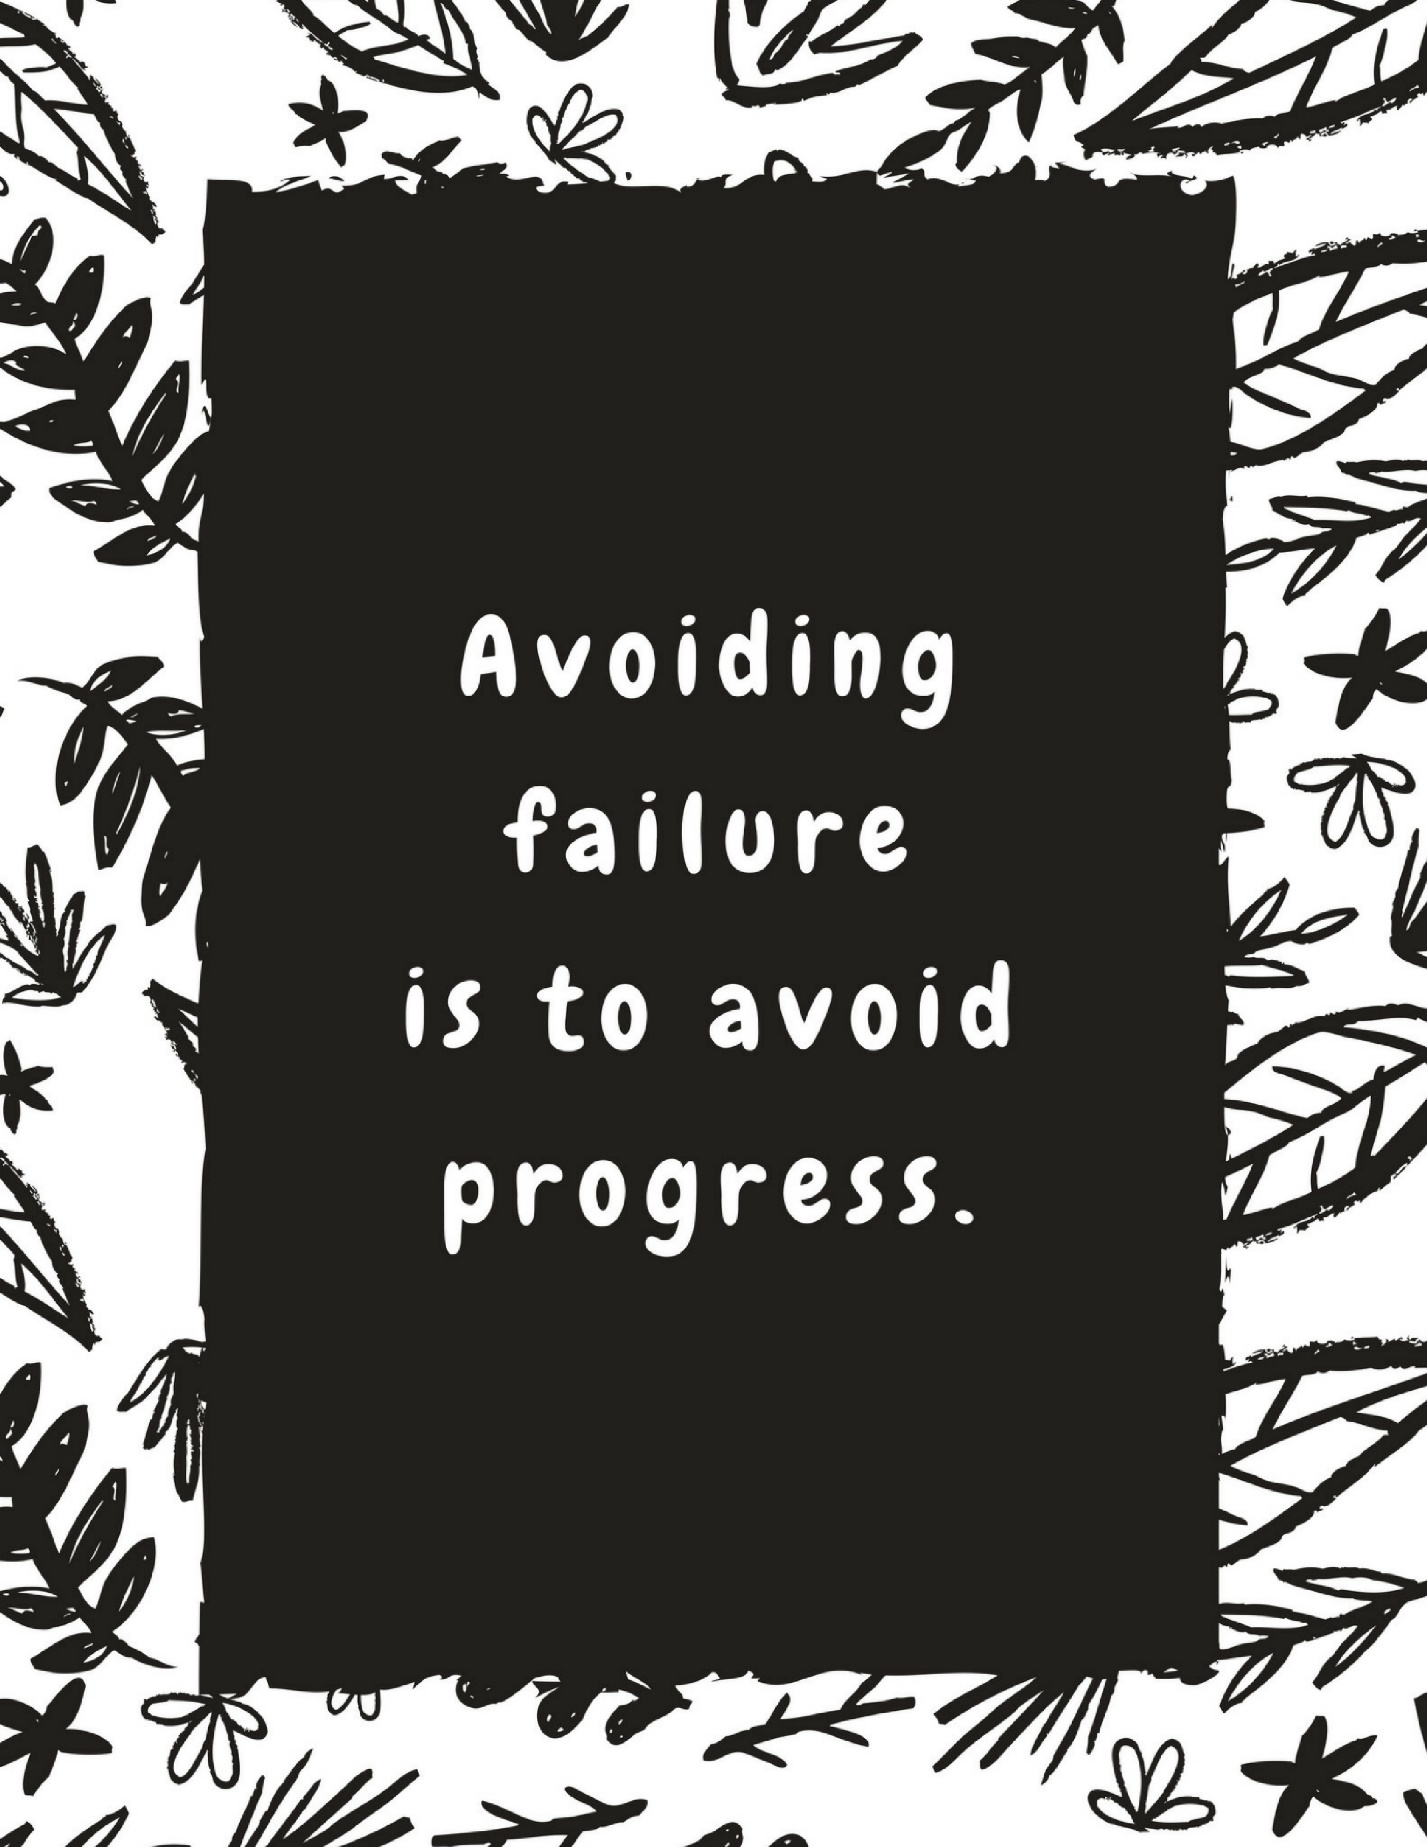 Avoiding
failure
is to avoid
progress.